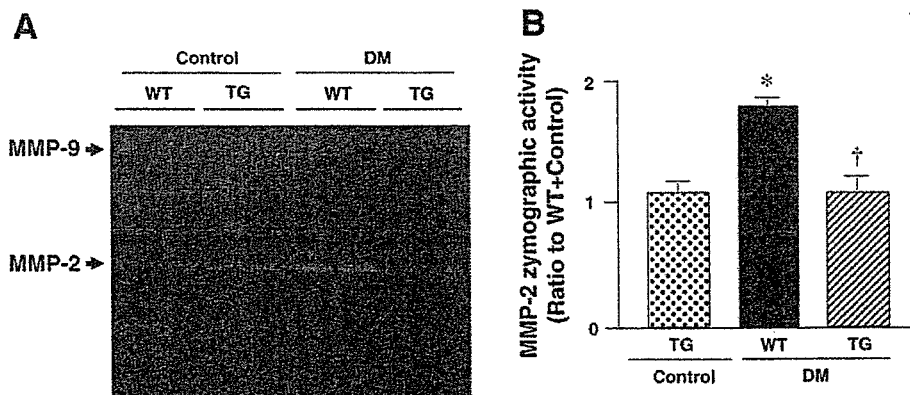 A
Control DM
WT TG WT TG
MMP-9
MMP-2
B
MMP-2 zymographic activity
(Ratio to WT+Control)
2
1
0
*
†
TG WT TG
Control DM